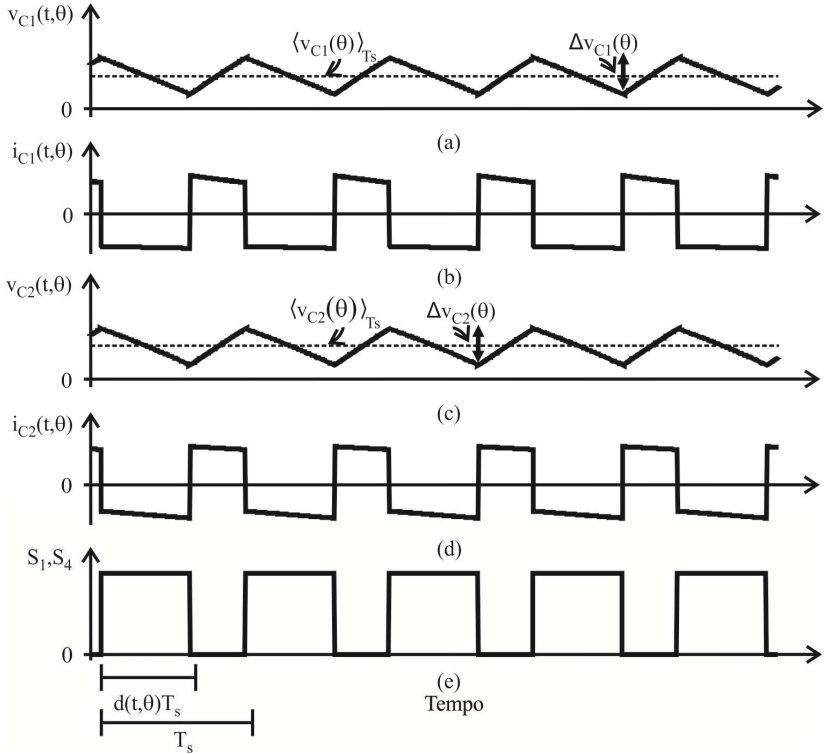 v_C1(t,θ)
⟨v_C1(θ)⟩_Ts
Δv_C1(θ)
0
(a)
i_C1(t,θ)
0
(b)
v_C2(t,θ)
⟨v_C2(θ)⟩_Ts
Δv_C2(θ)
0
(c)
i_C2(t,θ)
0
(d)
S_1,S_4
0
(e)
d(t,θ)T_s
Tempo
T_s